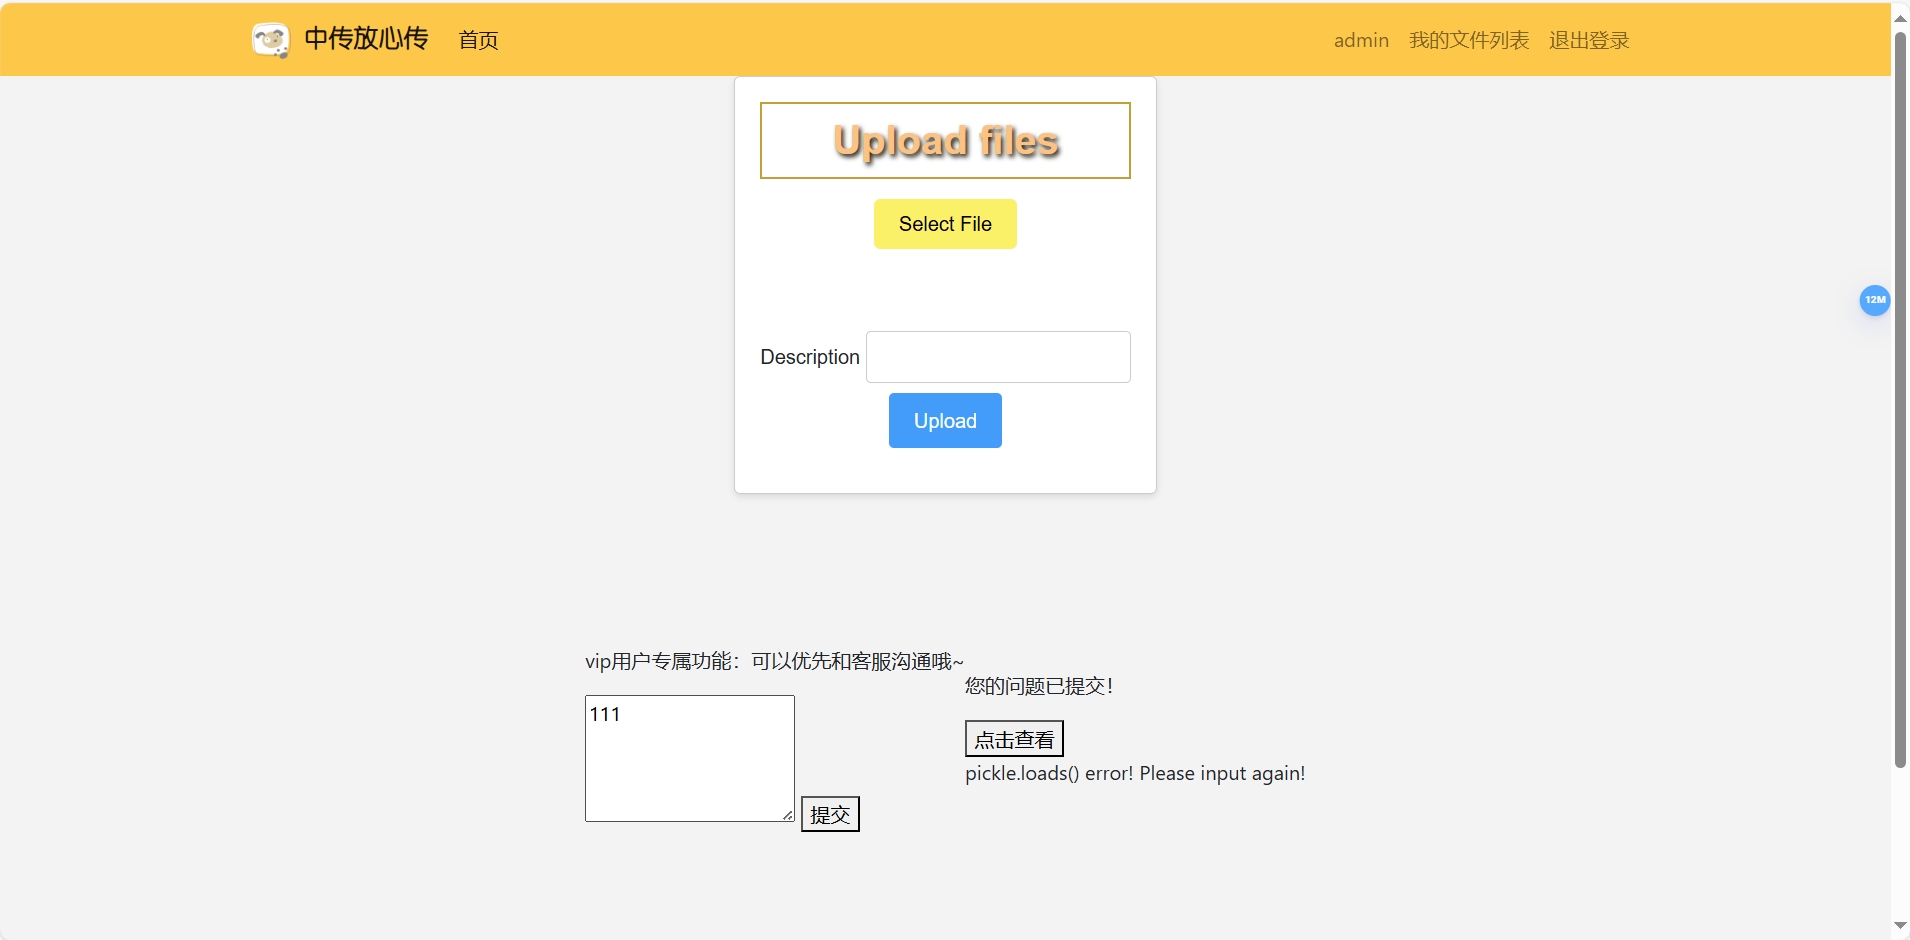 中传放心传 首页 admin 我的文件列表 退出登录
Upload files
Select File
12M
Description
Upload
vip用户专属功能：可以优先和客服沟通哦~
您的问题已提交！
111
点击查看
pickle.loads() error! Please input again!
提交